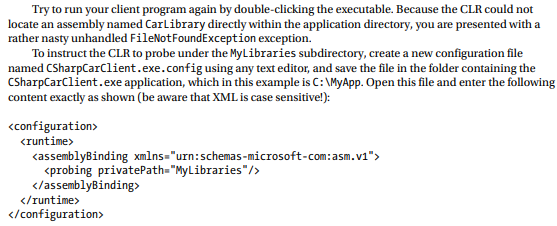 Try to run your client program again by double-clicking the executable. Because the CLR could not
locate an assembly named CarLibrary directly within the application directory, you are presented with a
rather nasty unhandled FileNotFoundException exception.
To instruct the CLR to probe under the MyLibraries subdirectory, create a new configuration file
named CSharpCarClient.exe.config using any text editor, and save the file in the folder containing the
CSharpCarClient.exe application, which in this example is C:\MyApp. Open this file and enter the following
content exactly as shown (be aware that XML is case sensitive!):
<configuration>
  <runtime>
    <assemblyBinding xmlns="urn:schemas-microsoft-com:asm.v1">
      <probing privatePath="MyLibraries"/>
    </assemblyBinding>
  </runtime>
</configuration>